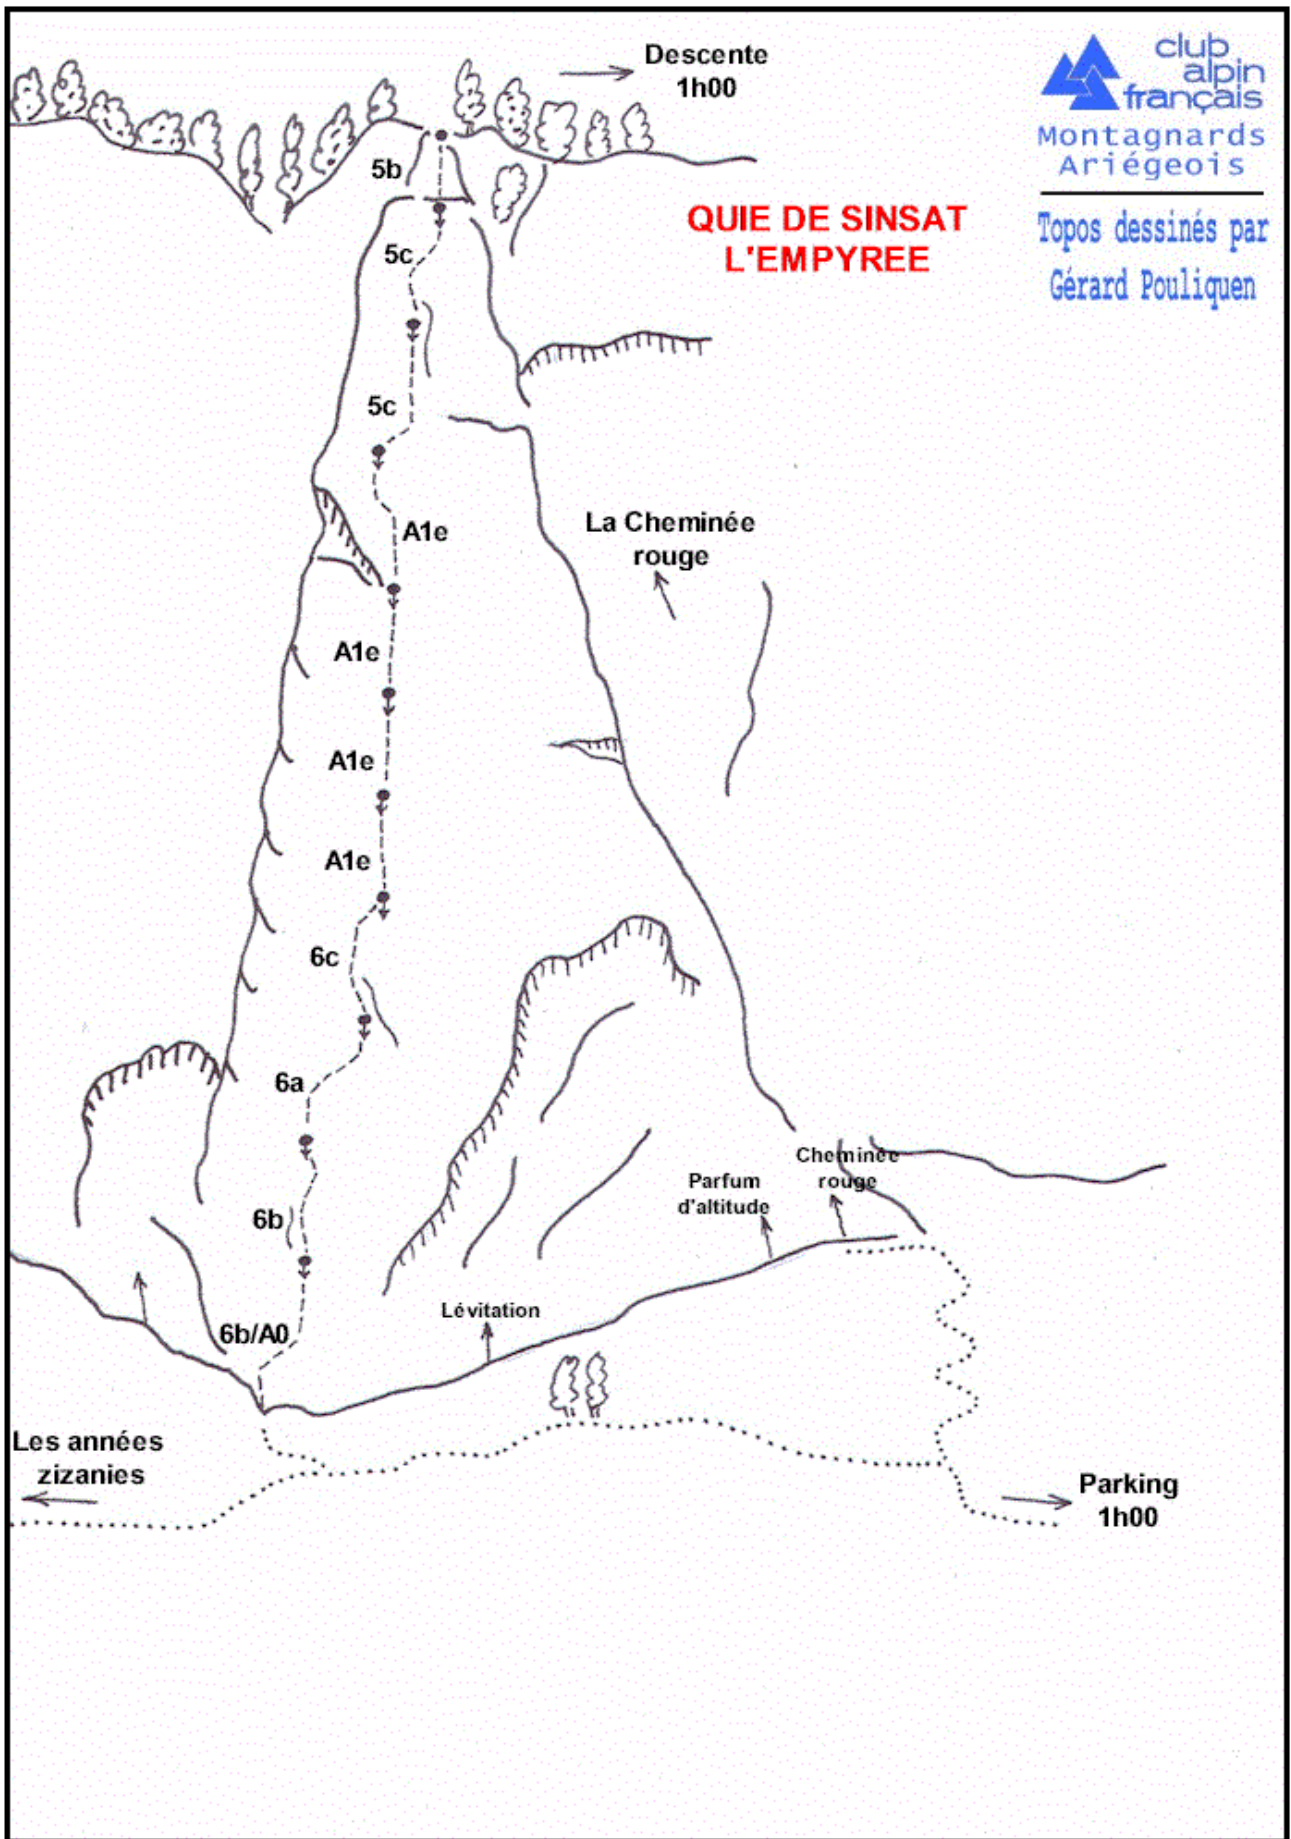 Descente
1h00
club
alpin
français
Montagnards
Ariégeois
Topos dessinés par
Gérard Pouliquen
QUIE DE SINSAT
L'EMPYREE
5b
5c
5c
A1e
La Cheminée
rouge
A1e
A1e
A1e
6c
6a
Cheminée
rouge
Parfum
d'altitude
6b
Lévitation
6b/A0
Les années
zizanies
Parking
1h00